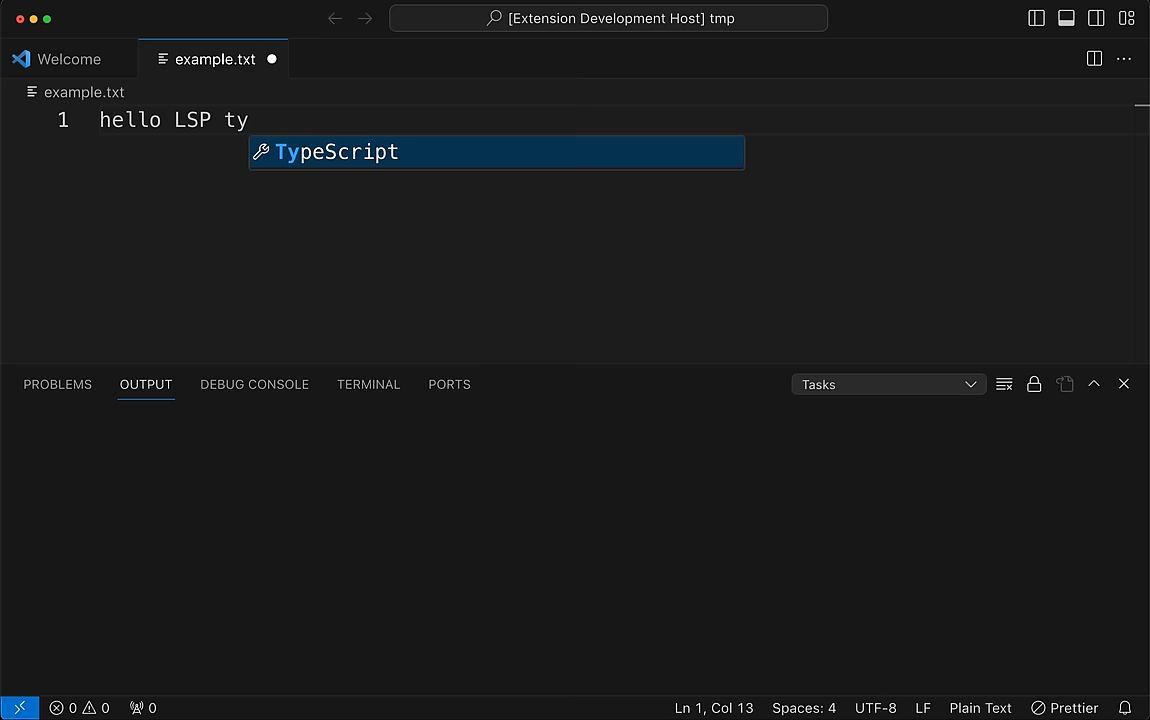 [Extension Development Host] tmp
Welcome
example.txt
example.txt
1 hello LSP ty
TypeScript
PROBLEMS OUTPUT DEBUG CONSOLE TERMINAL PORTS
Tasks
0 0 0
Ln 1, Col 13 Spaces: 4 UTF-8 LF Plain Text Prettier